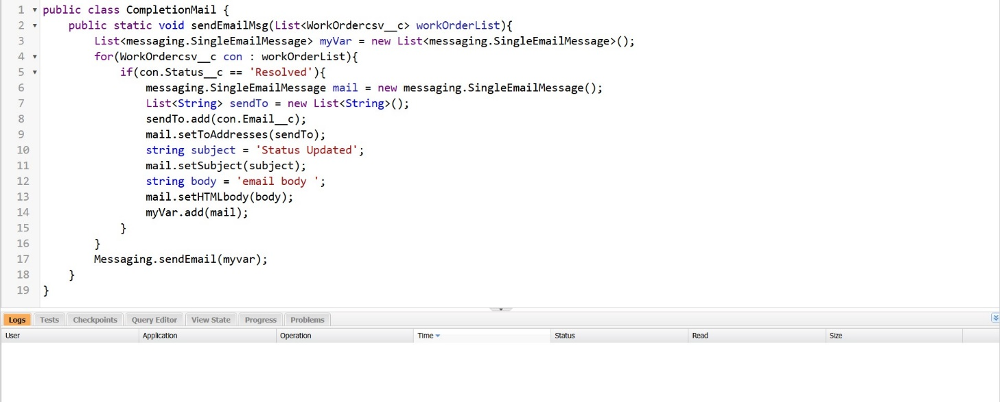 1 public class CompletionMail {
2 public static void sendEmailMsg(List<WorkOrdercsv__c> workOrderList){
3 List<messaging.SingleEmailMessage> myVar = new List<messaging.SingleEmailMessage>();
4 for(WorkOrdercsv__c con : workOrderList){
5 if(con.Status__c == 'Resolved'){
6 messaging.SingleEmailMessage mail = new messaging.SingleEmailMessage();
7 List<String> sendTo = new List<String>();
8 sendTo.add(con.Email__c);
9 mail.setToAddresses(sendTo);
10 string subject = 'Status Updated';
11 mail.setSubject(subject);
12 string body = 'email body ';
13 mail.setHTMLbody(body);
14 myVar.add(mail);
15 }
16 }
17 Messaging.sendEmail(myvar);
18 }
19 }
Logs Tests Checkpoints Query Editor View State Progress Problems
User Application Operation Time Status Read Size